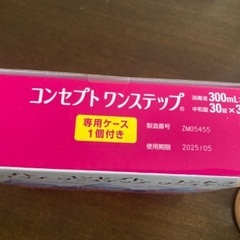 コンセプト ワンステップ®
消毒液 300mL
中和錠 30錠×3
専用ケース
1個付き
製造番号 ZM05455
使用期限 2025/05